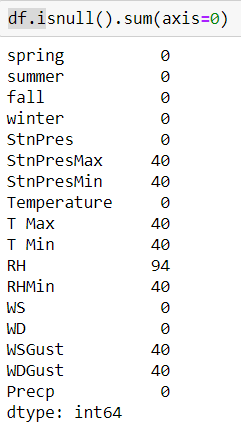 df.isnull().sum(axis=0)
spring 0
summer 0
fall 0
winter 0
StnPres 0
StnPresMax 40
StnPresMin 40
Temperature 0
T Max 40
T Min 40
RH 94
RHMin 40
WS 0
WD 0
WSGust 40
WDGust 40
Precp 0
dtype: int64